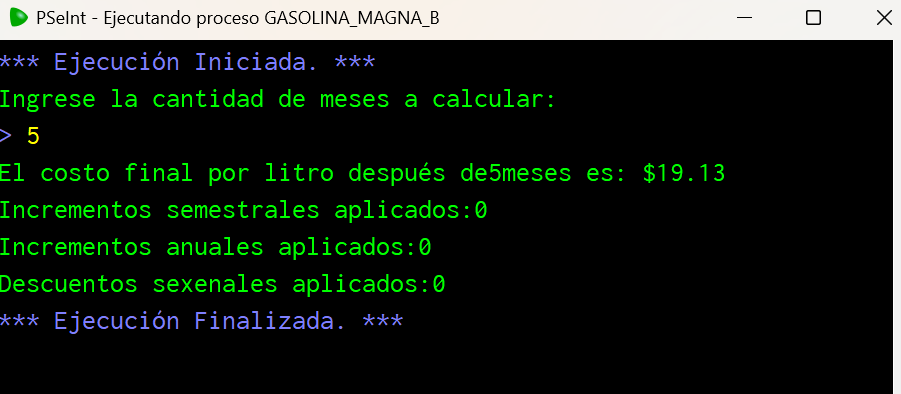 PSeInt - Ejecutando proceso GASOLINA_MAGNA_B
*** Ejecución Iniciada. ***
Ingrese la cantidad de meses a calcular:
> 5
El costo final por litro después de5meses es: $19.13
Incrementos semestrales aplicados:0
Incrementos anuales aplicados:0
Descuentos sexenales aplicados:0
*** Ejecución Finalizada. ***